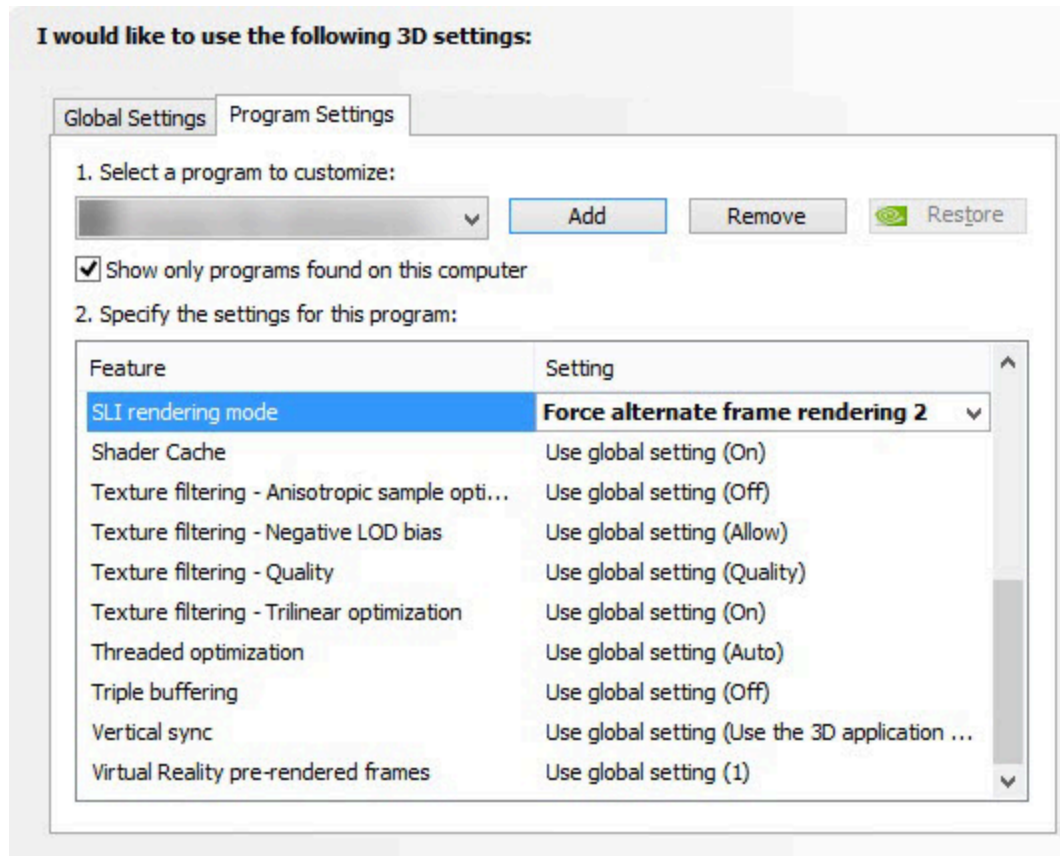 I would like to use the following 3D settings:
Global Settings Program Settings
1. Select a program to customize:
Add Remove Restore
Show only programs found on this computer
2. Specify the settings for this program:
Feature Setting
SLI rendering mode Force alternate frame rendering 2
Shader Cache Use global setting (On)
Texture filtering - Anisotropic sample opti... Use global setting (Off)
Texture filtering - Negative LOD bias Use global setting (Allow)
Texture filtering - Quality Use global setting (Quality)
Texture filtering - Trilinear optimization Use global setting (On)
Threaded optimization Use global setting (Auto)
Triple buffering Use global setting (Off)
Vertical sync Use global setting (Use the 3D application ...
Virtual Reality pre-rendered frames Use global setting (1)